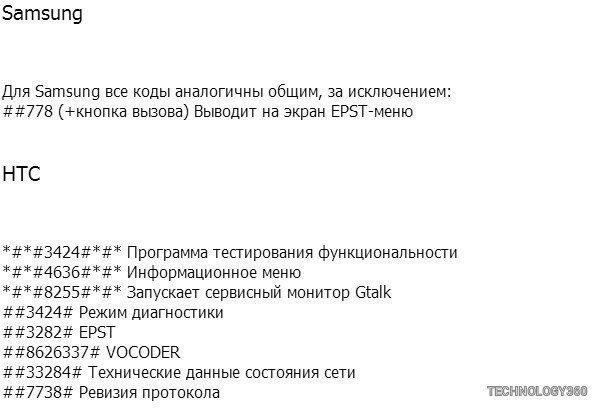 Samsung
Для Samsung все коды аналогичны общим, за исключением:
##778 (+кнопка вызова) Выводит на экран EPST-меню
HTC
*#*#3424#*#* Программа тестирования функциональности
*#*#4636#*#* Информационное меню
*#*#8255#*#* Запускает сервисный монитор Gtalk
##3424# Режим диагностики
##3282# EPST
##8626337# VOCODER
##33284# Технические данные состояния сети
##7738# Ревизия протокола
TECHNOLOGY360